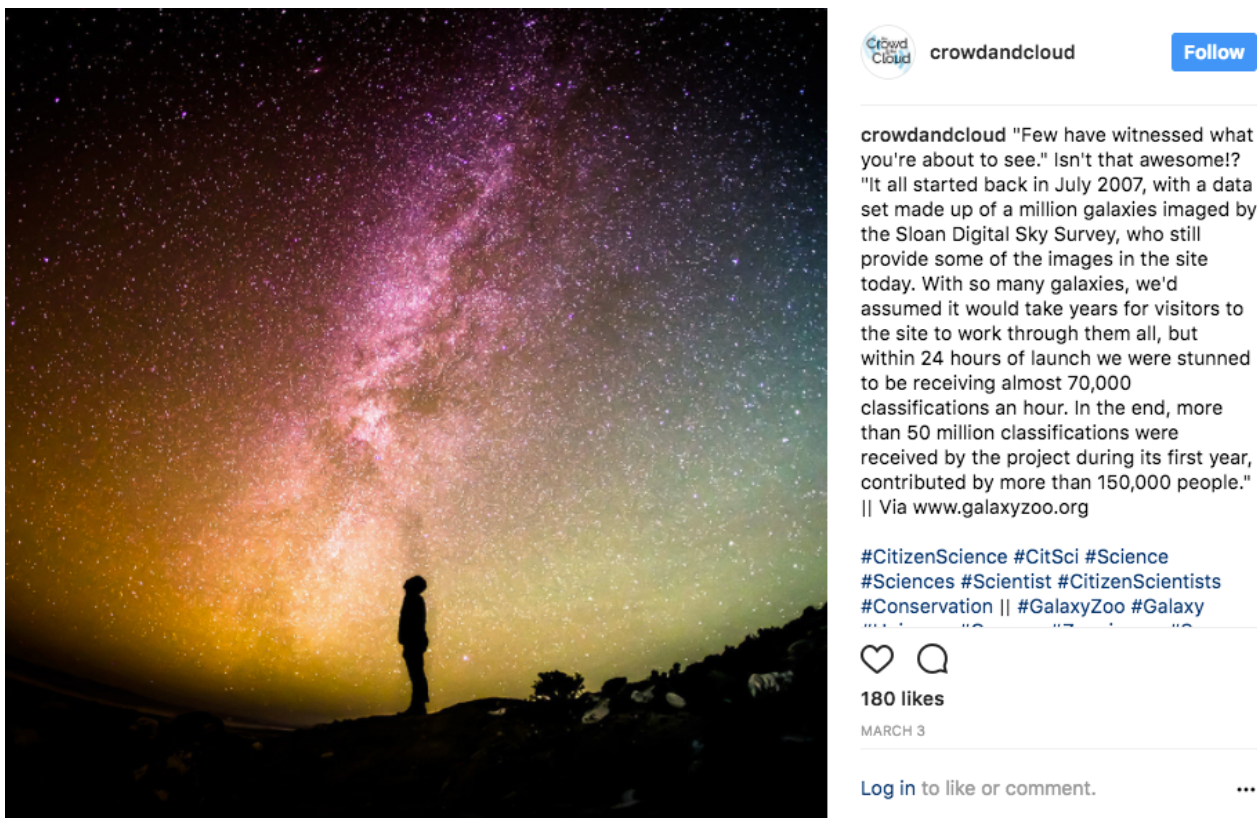 The
Crowd
& the
Cloud
crowdandcloud
Follow
crowdandcloud "Few have witnessed what
you're about to see." Isn't that awesome!?
"It all started back in July 2007, with a data
set made up of a million galaxies imaged by
the Sloan Digital Sky Survey, who still
provide some of the images in the site
today. With so many galaxies, we'd
assumed it would take years for visitors to
the site to work through them all, but
within 24 hours of launch we were stunned
to be receiving almost 70,000
classifications an hour. In the end, more
than 50 million classifications were
received by the project during its first year,
contributed by more than 150,000 people."
|| Via www.galaxyzoo.org
#CitizenScience #CitSci #Science
#Sciences #Scientist #CitizenScientists
#Conservation || #GalaxyZoo #Galaxy
180 likes
MARCH 3
Log in to like or comment.